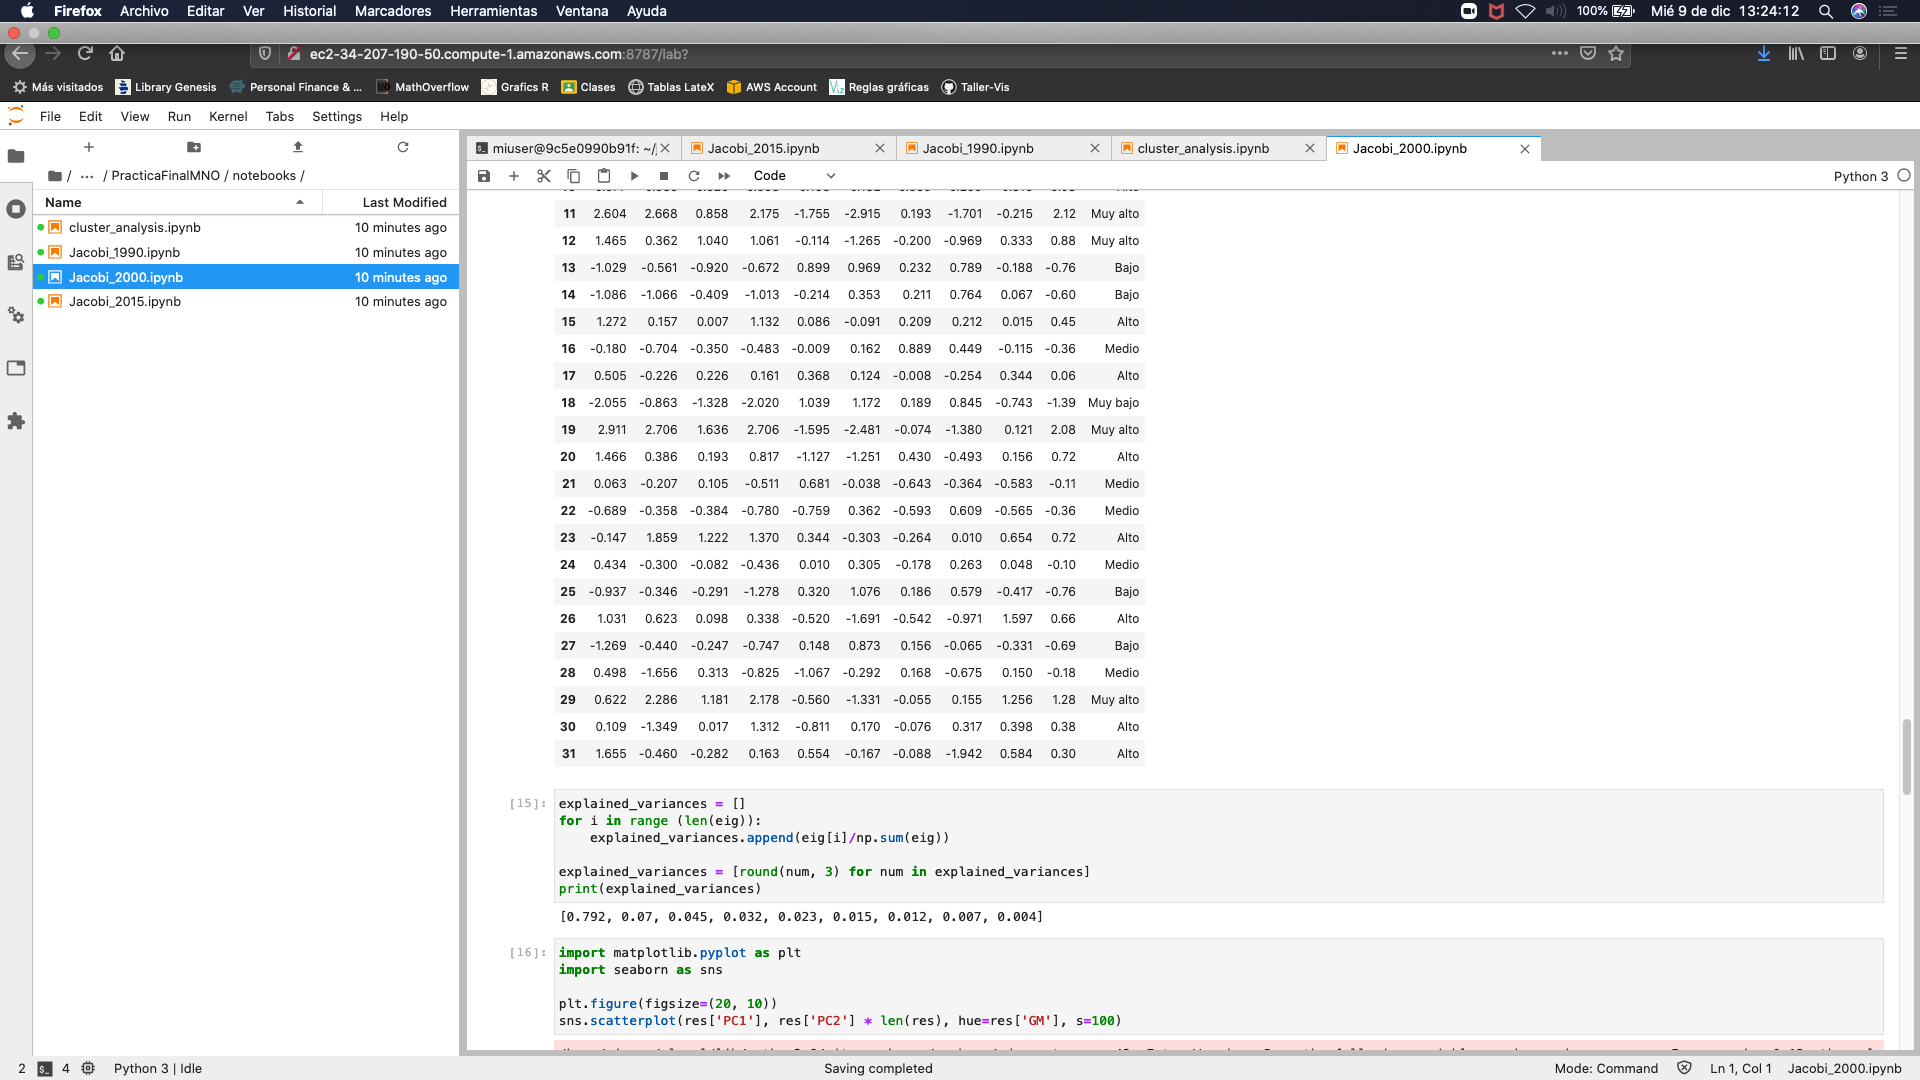 Firefox Archivo Editar Ver Historial Marcadores Herramientas Ventana Ayuda 100% Mié 9 de dic 13:24:12
ec2-34-207-190-50.compute-1.amazonaws.com:8787/lab?
Más visitados Library Genesis Personal Finance & ... MathOverflow Grafics R Clases Tablas LateX AWS Account Reglas gráficas Taller-Vis
File Edit View Run Kernel Tabs Settings Help
miuser@9c5e0990b91f: ~/j Jacobi_2015.ipynb Jacobi_1990.ipynb cluster_analysis.ipynb Jacobi_2000.ipynb
/ ... / PracticaFinalMNO / notebooks /
Code Python 3
Name Last Modified
cluster_analysis.ipynb 10 minutes ago
Jacobi_1990.ipynb 10 minutes ago
Jacobi_2000.ipynb 10 minutes ago
Jacobi_2015.ipynb 10 minutes ago
11 2.604 2.668 0.858 2.175 -1.755 -2.915 0.193 -1.701 -0.215 2.12 Muy alto
12 1.465 0.362 1.040 1.061 -0.114 -1.265 -0.200 -0.969 0.333 0.88 Muy alto
13 -1.029 -0.561 -0.920 -0.672 0.899 0.969 0.232 0.789 -0.188 -0.76 Bajo
14 -1.086 -1.066 -0.409 -1.013 -0.214 0.353 0.211 0.764 0.067 -0.60 Bajo
15 1.272 0.157 0.007 1.132 0.086 -0.091 0.209 0.212 0.015 0.45 Alto
16 -0.180 -0.704 -0.350 -0.483 -0.009 0.162 0.889 0.449 -0.115 -0.36 Medio
17 0.505 -0.226 0.226 0.161 0.368 0.124 -0.008 -0.254 0.344 0.06 Alto
18 -2.055 -0.863 -1.328 -2.020 1.039 1.172 0.189 0.845 -0.743 -1.39 Muy bajo
19 2.911 2.706 1.636 2.706 -1.595 -2.481 -0.074 -1.380 0.121 2.08 Muy alto
20 1.466 0.386 0.193 0.817 -1.127 -1.251 0.430 -0.493 0.156 0.72 Alto
21 0.063 -0.207 0.105 -0.511 0.681 -0.038 -0.643 -0.364 -0.583 -0.11 Medio
22 -0.689 -0.358 -0.384 -0.780 -0.759 0.362 -0.593 0.609 -0.565 -0.36 Medio
23 -0.147 1.859 1.222 1.370 0.344 -0.303 -0.264 0.010 0.654 0.72 Alto
24 0.434 -0.300 -0.082 -0.436 0.010 0.305 -0.178 0.263 0.048 -0.10 Medio
25 -0.937 -0.346 -0.291 -1.278 0.320 1.076 0.186 0.579 -0.417 -0.76 Bajo
26 1.031 0.623 0.098 0.338 -0.520 -1.691 -0.542 -0.971 1.597 0.66 Alto
27 -1.269 -0.440 -0.247 -0.747 0.148 0.873 0.156 -0.065 -0.331 -0.69 Bajo
28 0.498 -1.656 0.313 -0.825 -1.067 -0.292 0.168 -0.675 0.150 -0.18 Medio
29 0.622 2.286 1.181 2.178 -0.560 -1.331 -0.055 0.155 1.256 1.28 Muy alto
30 0.109 -1.349 0.017 1.312 -0.811 0.170 -0.076 0.317 0.398 0.38 Alto
31 1.655 -0.460 -0.282 0.163 0.554 -0.167 -0.088 -1.942 0.584 0.30 Alto
[15]: explained_variances = []
for i in range (len(eig)):
    explained_variances.append(eig[i]/np.sum(eig))
explained_variances = [round(num, 3) for num in explained_variances]
print(explained_variances)
[0.792, 0.07, 0.045, 0.032, 0.023, 0.015, 0.012, 0.007, 0.004]
[16]: import matplotlib.pyplot as plt
import seaborn as sns
plt.figure(figsize=(20, 10))
sns.scatterplot(res['PC1'], res['PC2'] * len(res), hue=res['GM'], s=100)
2 4 Python 3 | Idle Saving completed Mode: Command Ln 1, Col 1 Jacobi_2000.ipynb